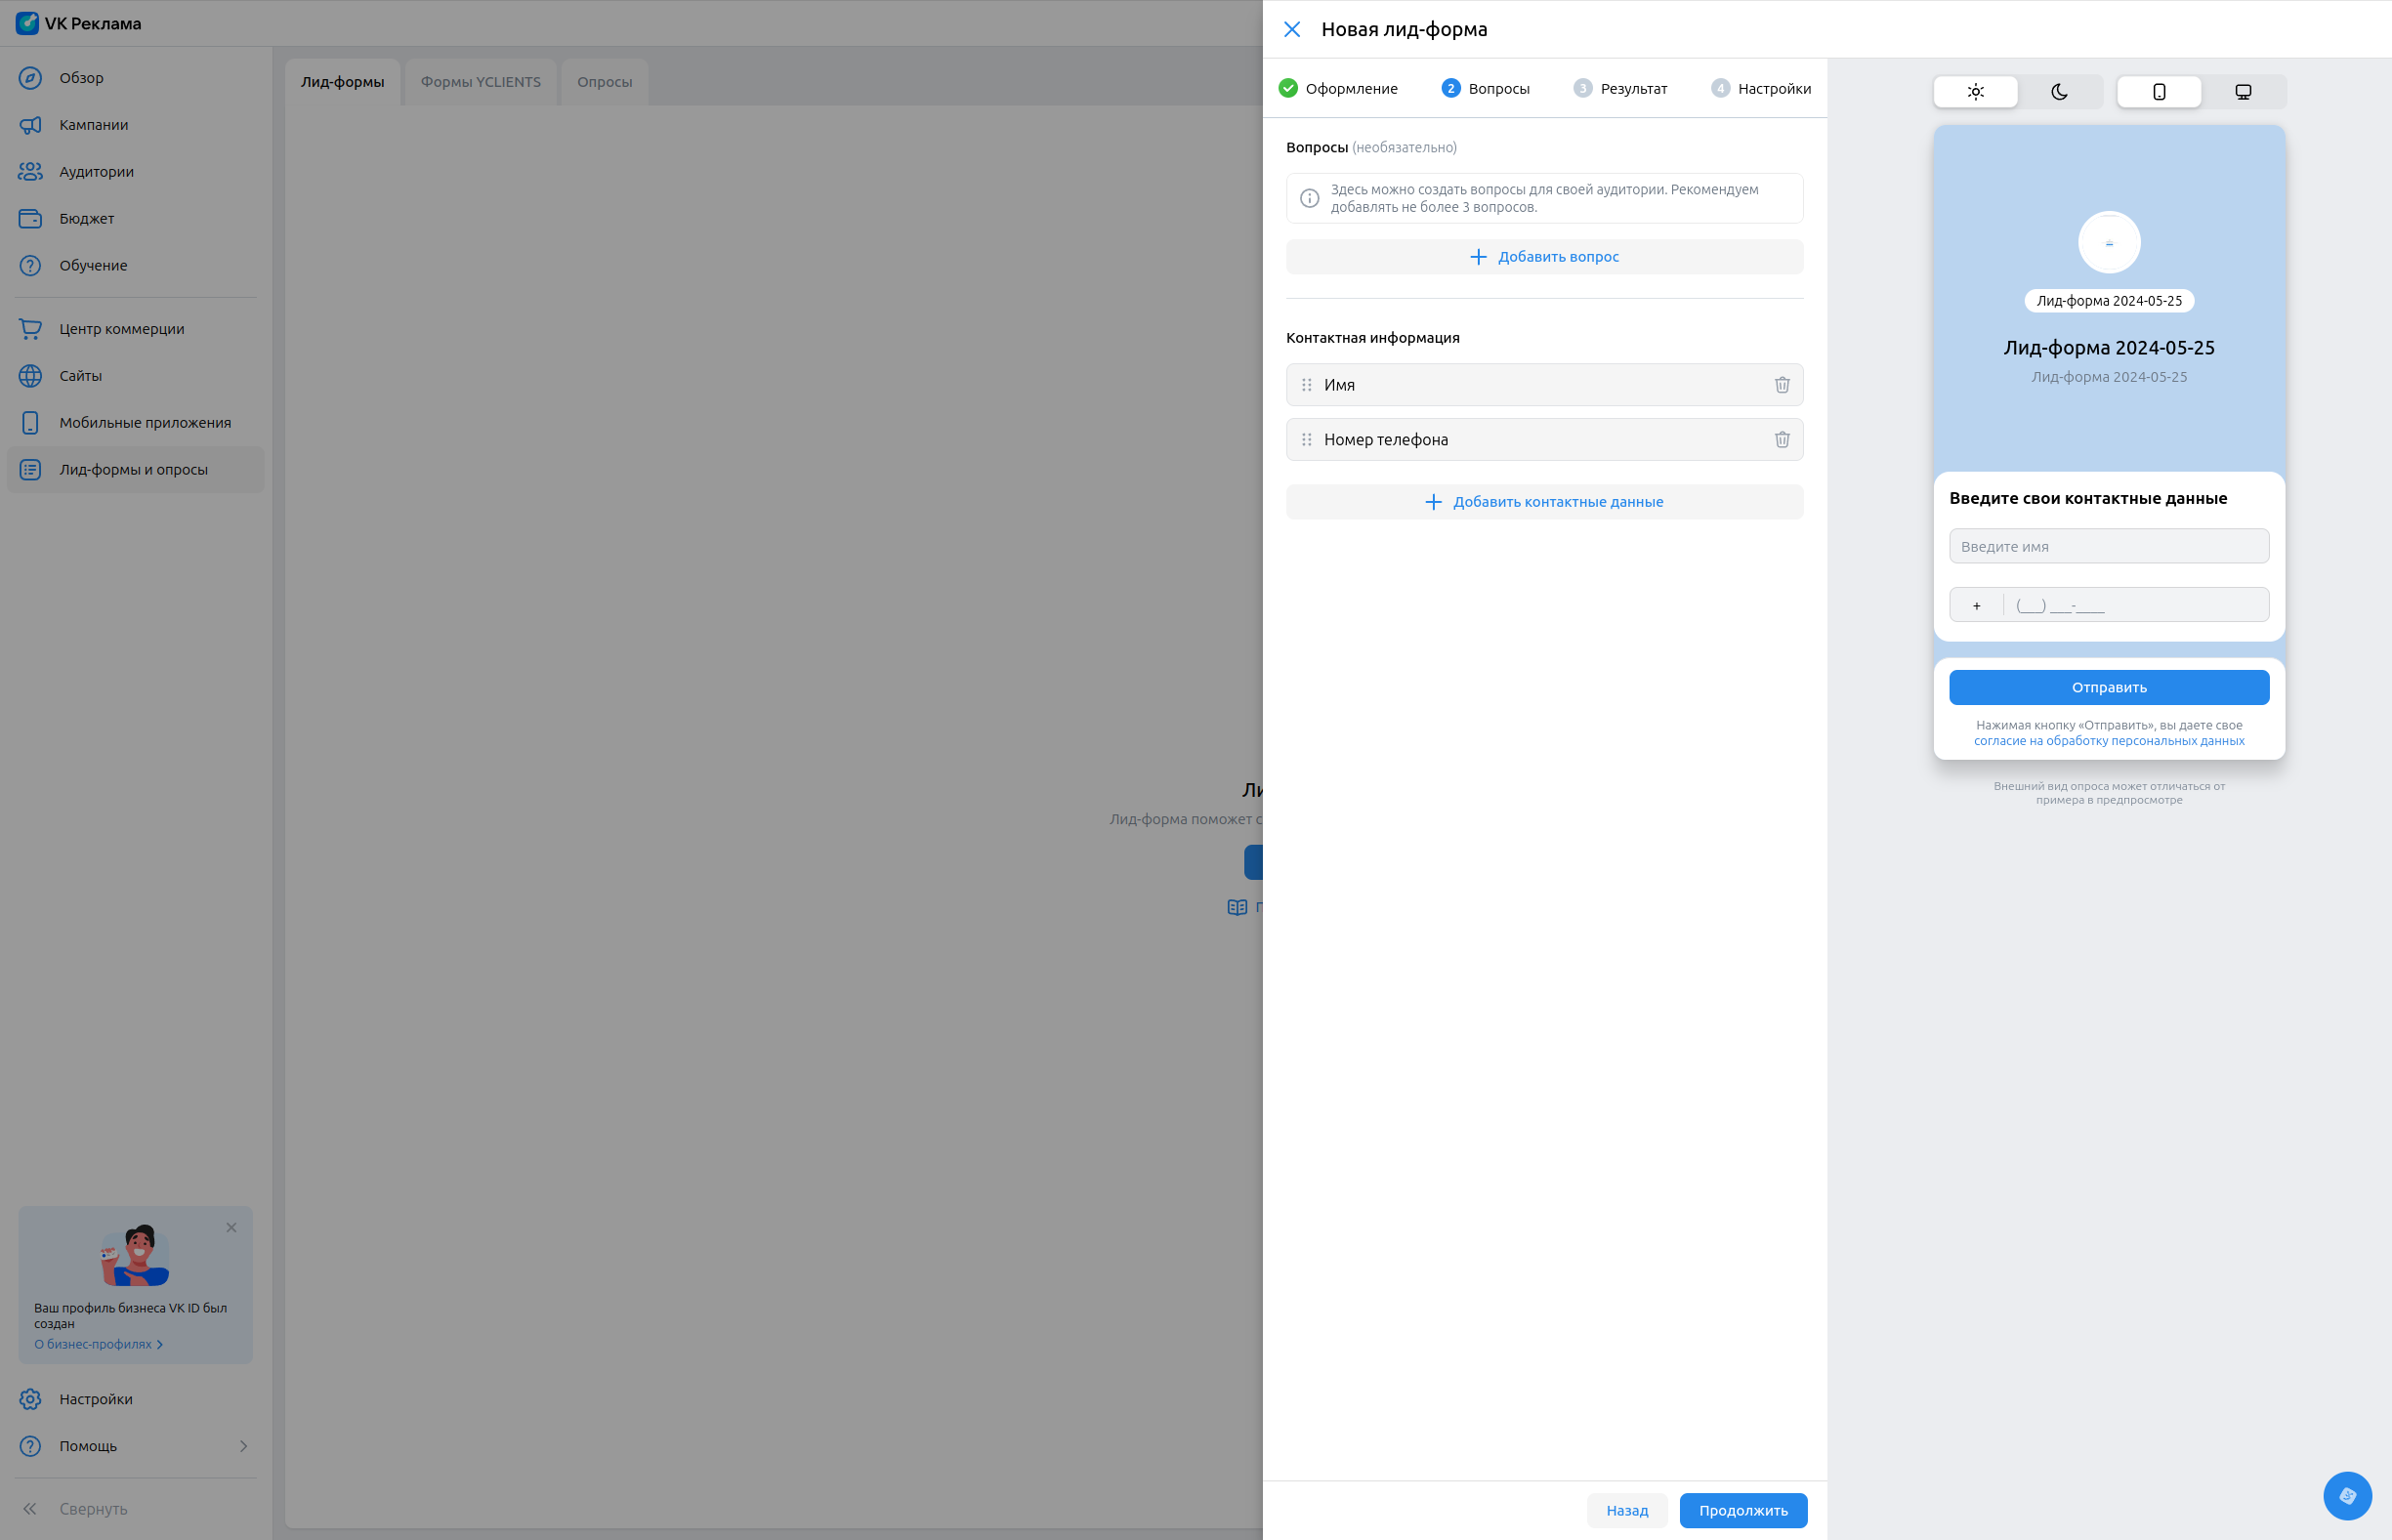 VK Реклама
Обзор
Кампании
Аудитории
Бюджет
Обучение
Центр коммерции
Сайты
Мобильные приложения
Лид-формы и опросы
Ваш профиль бизнеса VK ID был
создан
О бизнес-профилях
Настройки
Помощь
Свернуть
Лид-формы
Формы YCLIENTS
Опросы
Лид-форма поможет
Новая лид-форма
Оформление
2 Вопросы
3 Результат
4 Настройки
Вопросы (необязательно)
Здесь можно создать вопросы для своей аудитории. Рекомендуем
добавлять не более 3 вопросов.
Добавить вопрос
Контактная информация
Имя
Номер телефона
Добавить контактные данные
Назад
Продолжить
Лид-форма 2024-05-25
Лид-форма 2024-05-25
Лид-форма 2024-05-25
Введите свои контактные данные
Введите имя
+ (___) ___-____
Отправить
Нажимая кнопку «Отправить», вы даете свое
согласие на обработку персональных данных
Внешний вид опроса может отличаться от
примера в предпросмотре